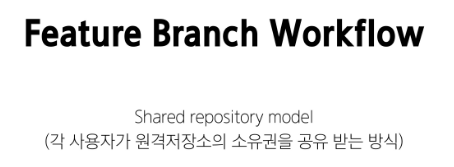 Feature Branch Workflow
Shared repository model
(각 사용자가 원격저장소의 소유권을 공유 받는 방식)